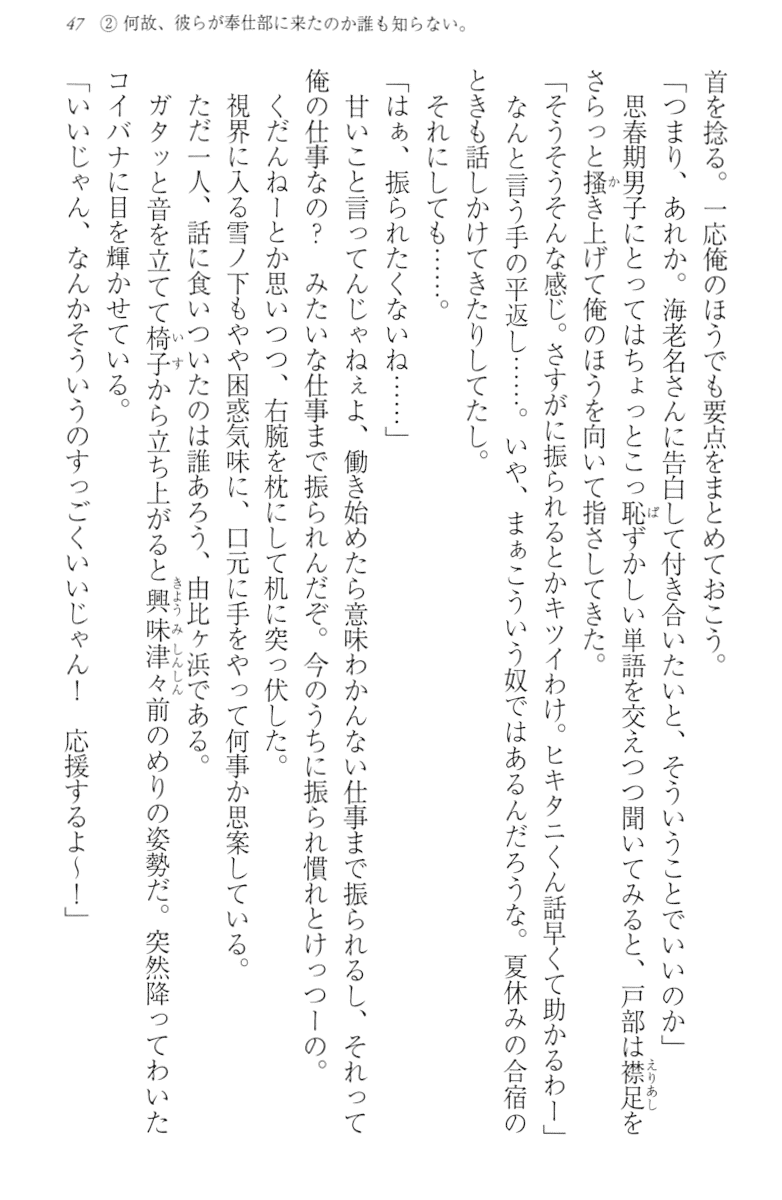 47 ② 何故、彼らが奉仕部に来たのか誰も知らない。
首を捻る。一応俺のほうでも要点をまとめておこう。
「つまり、あれか。海老名さんに告白して付き合いたいと、そういうことでいいのか」
思春期男子にとってはちょっとこっ恥ずかしい単語を交えつつ聞いてみると、戸部は襟足を
さらっと搔き上げて俺のほうを向いて指さしてきた。
「そうそうそんな感じ。さすがに振られるとかキツイわけ。ヒキタニくん話早くて助かるわー」
なんと言う手の平返し……。いや、まぁこういう奴ではあるんだろうな。夏休みの合宿の
ときも話しかけてきたりしてたし。
それにしても……。
「はぁ、振られたくないね……」
甘いこと言ってんじゃねぇよ、働き始めたら意味わかんない仕事まで振られるし、それって
俺の仕事なの？　みたいな仕事まで振られんだぞ。今のうちに振られ慣れとけっつーの。
くだんねーとか思いつつ、右腕を枕にして机に突っ伏した。
視界に入る雪ノ下もやや困惑気味に、口元に手をやって何事か思案している。
ただ一人、話に食いついたのは誰あろう、由比ヶ浜である。
ガタッと音を立てて椅子から立ち上がると興味津々前のめりの姿勢だ。突然降ってわいた
コイバナに目を輝かせている。
「いいじゃん、なんかそういうのすっごくいいじゃん！　応援するよ～！」